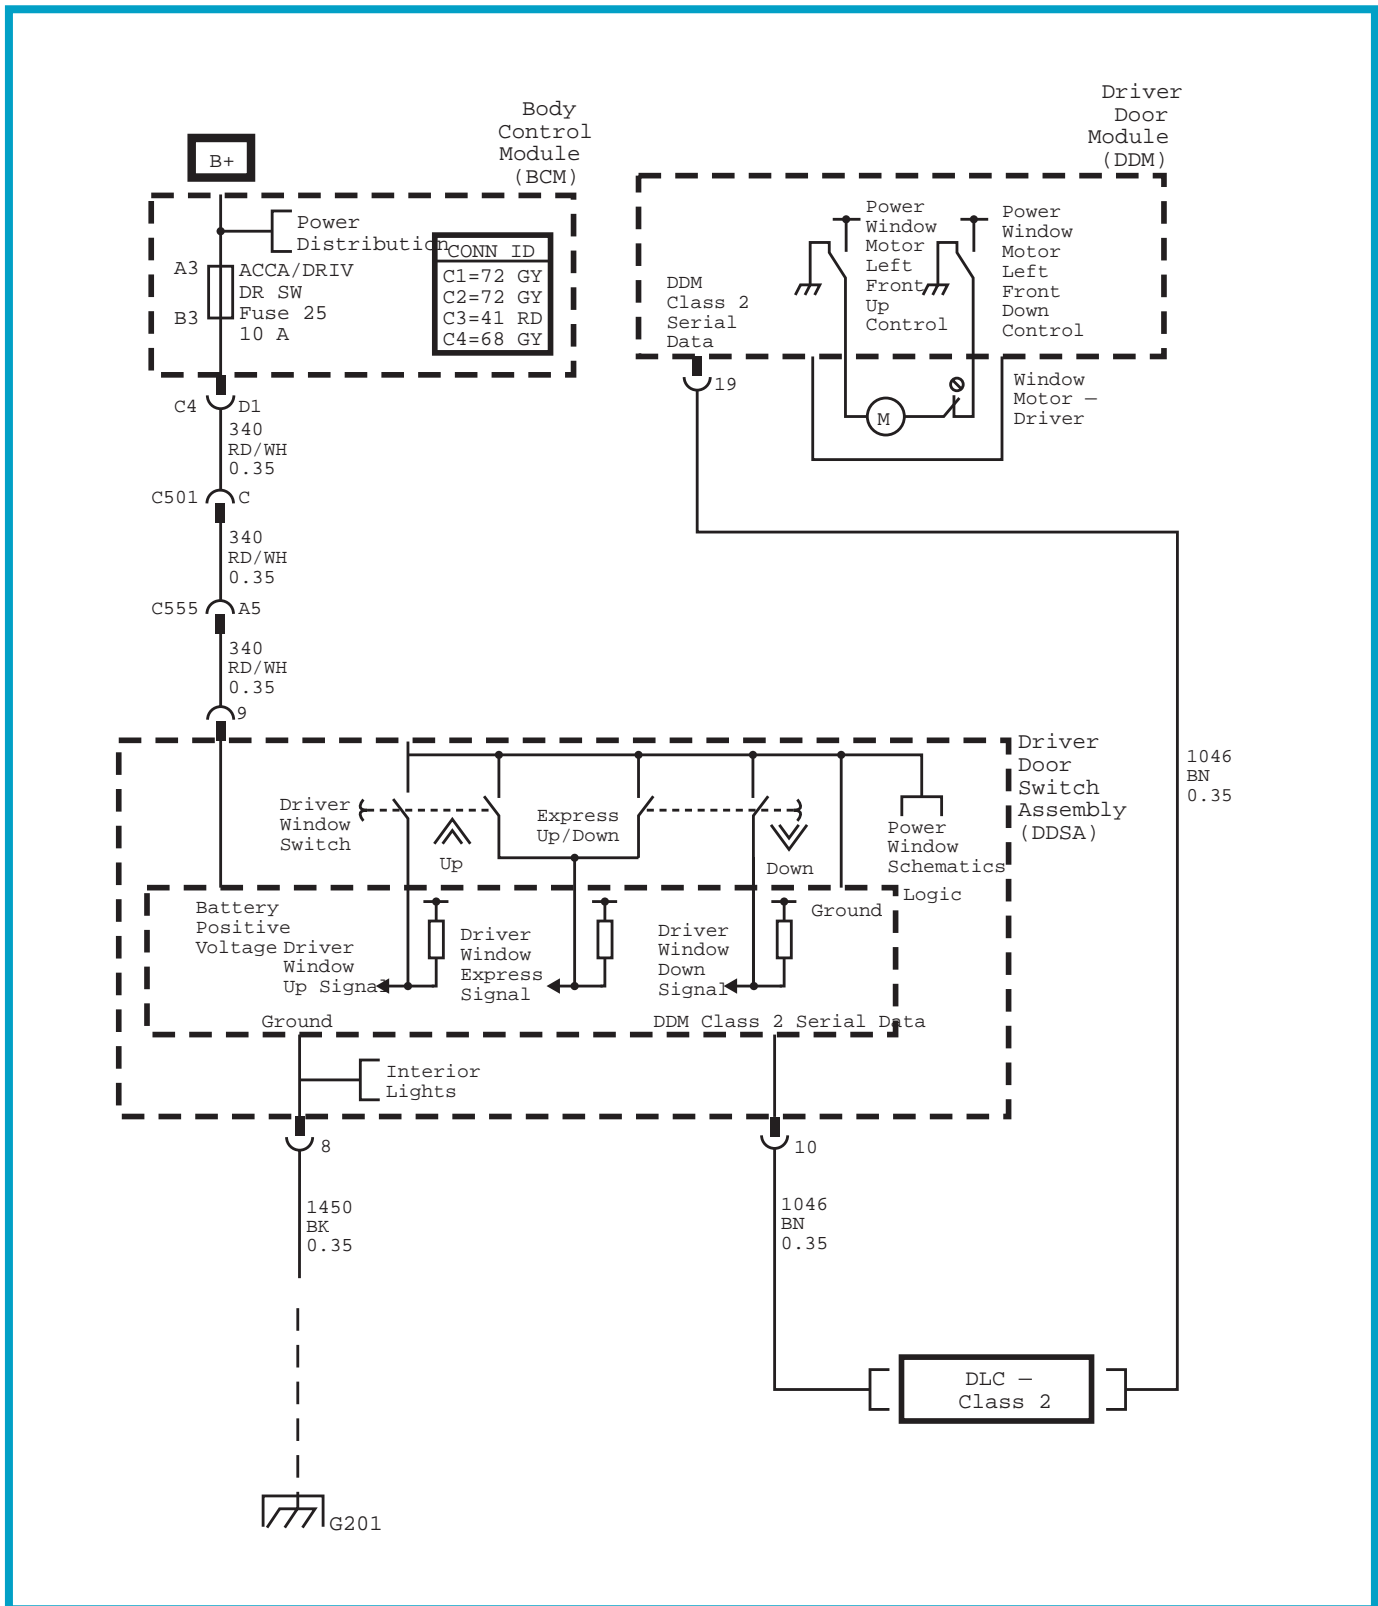 Body
Control
Module
(BCM)
Driver
Door
Module
(DDM)
B+
Power
Distribution
A3
B3
ACCA/DRIV
DR SW
Fuse 25
10 A
CONN ID
C1=72 GY
C2=72 GY
C3=41 RD
C4=68 GY
DDM
Class 2
Serial
Data
Power
Window
Motor
Left
Front
Up
Control
Power
Window
Motor
Left
Front
Down
Control
19
Window
Motor —
Driver
M
C4
D1
340
RD/WH
0.35
C501
C
340
RD/WH
0.35
C555
A5
340
RD/WH
0.35
9
Driver
Door
Switch
Assembly
(DDSA)
1046
BN
0.35
Driver
Window
Switch
Up
Express
Up/Down
Down
Power
Window
Schematics
Logic
Battery
Positive
Voltage
Driver
Window
Up Signal
Driver
Window
Express
Signal
Driver
Window
Down
Signal
Ground
Ground
DDM Class 2 Serial Data
Interior
Lights
8
10
1450
BK
0.35
1046
BN
0.35
DLC —
Class 2
G201